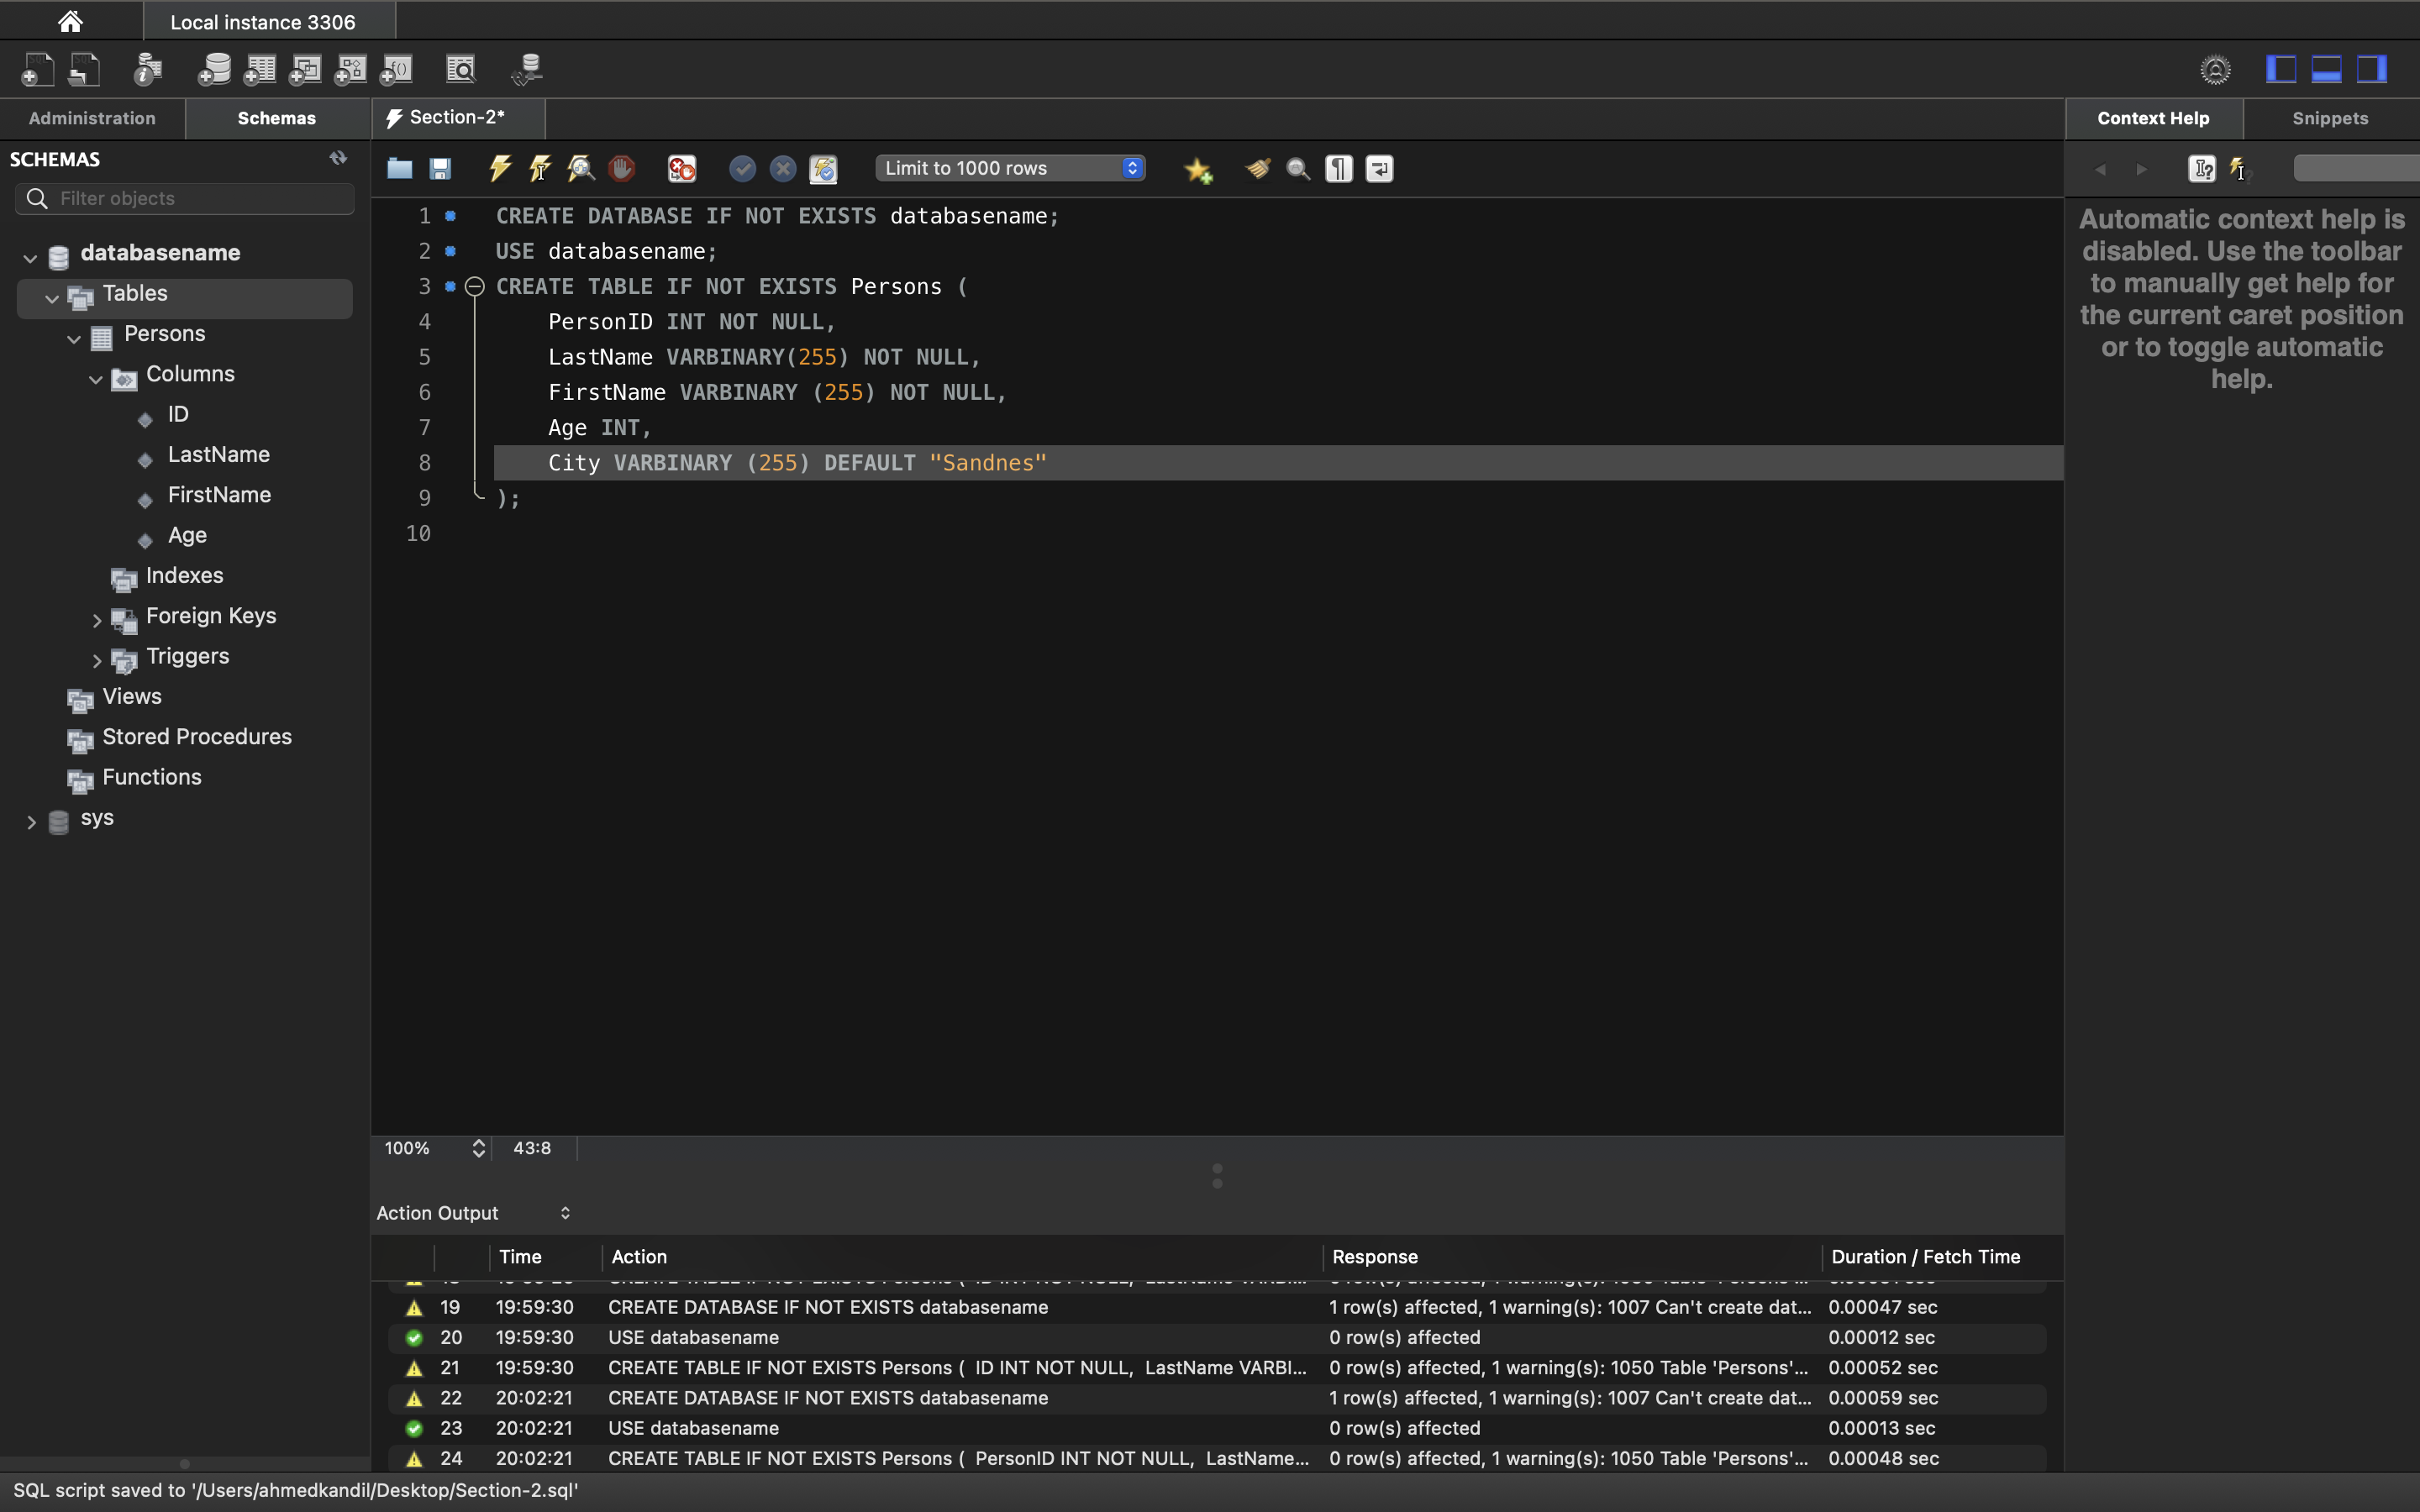 Local instance 3306
Administration
Schemas
Section-2*
Context Help
Snippets
SCHEMAS
Limit to 1000 rows
Filter objects
databasename
Tables
Persons
Columns
ID
LastName
FirstName
Age
Indexes
Foreign Keys
Triggers
Views
Stored Procedures
Functions
sys
1 CREATE DATABASE IF NOT EXISTS databasename;
2 USE databasename;
3 CREATE TABLE IF NOT EXISTS Persons (
4 PersonID INT NOT NULL,
5 LastName VARBINARY(255) NOT NULL,
6 FirstName VARBINARY (255) NOT NULL,
7 Age INT,
8 City VARBINARY (255) DEFAULT "Sandnes"
9 );
10
Automatic context help is
disabled. Use the toolbar
to manually get help for
the current caret position
or to toggle automatic
help.
100% 43:8
Action Output
Time Action Response Duration / Fetch Time
19 19:59:30 CREATE DATABASE IF NOT EXISTS databasename 1 row(s) affected, 1 warning(s): 1007 Can't create dat... 0.00047 sec
20 19:59:30 USE databasename 0 row(s) affected 0.00012 sec
21 19:59:30 CREATE TABLE IF NOT EXISTS Persons ( ID INT NOT NULL, LastName VARBI... 0 row(s) affected, 1 warning(s): 1050 Table 'Persons'... 0.00052 sec
22 20:02:21 CREATE DATABASE IF NOT EXISTS databasename 1 row(s) affected, 1 warning(s): 1007 Can't create dat... 0.00059 sec
23 20:02:21 USE databasename 0 row(s) affected 0.00013 sec
24 20:02:21 CREATE TABLE IF NOT EXISTS Persons ( PersonID INT NOT NULL, LastName... 0 row(s) affected, 1 warning(s): 1050 Table 'Persons'... 0.00048 sec
SQL script saved to '/Users/ahmedkandil/Desktop/Section-2.sql'